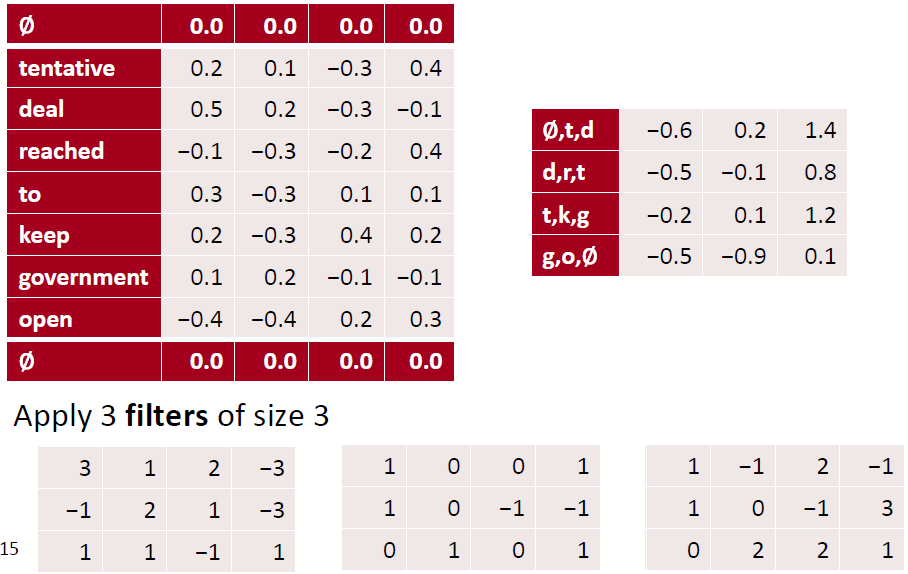 Ø 0.0 0.0 0.0 0.0
tentative 0.2 0.1 −0.3 0.4
deal 0.5 0.2 −0.3 −0.1
reached −0.1 −0.3 −0.2 0.4
to 0.3 −0.3 0.1 0.1
keep 0.2 −0.3 0.4 0.2
government 0.1 0.2 −0.1 −0.1
open −0.4 −0.4 0.2 0.3
Ø 0.0 0.0 0.0 0.0
Ø,t,d −0.6 0.2 1.4
d,r,t −0.5 −0.1 0.8
t,k,g −0.2 0.1 1.2
g,o,Ø −0.5 −0.9 0.1
Apply 3 filters of size 3
3 1 2 −3
−1 2 1 −3
1 1 −1 1
1 0 0 1
1 0 −1 −1
0 1 0 1
1 −1 2 −1
1 0 −1 3
0 2 2 1
15